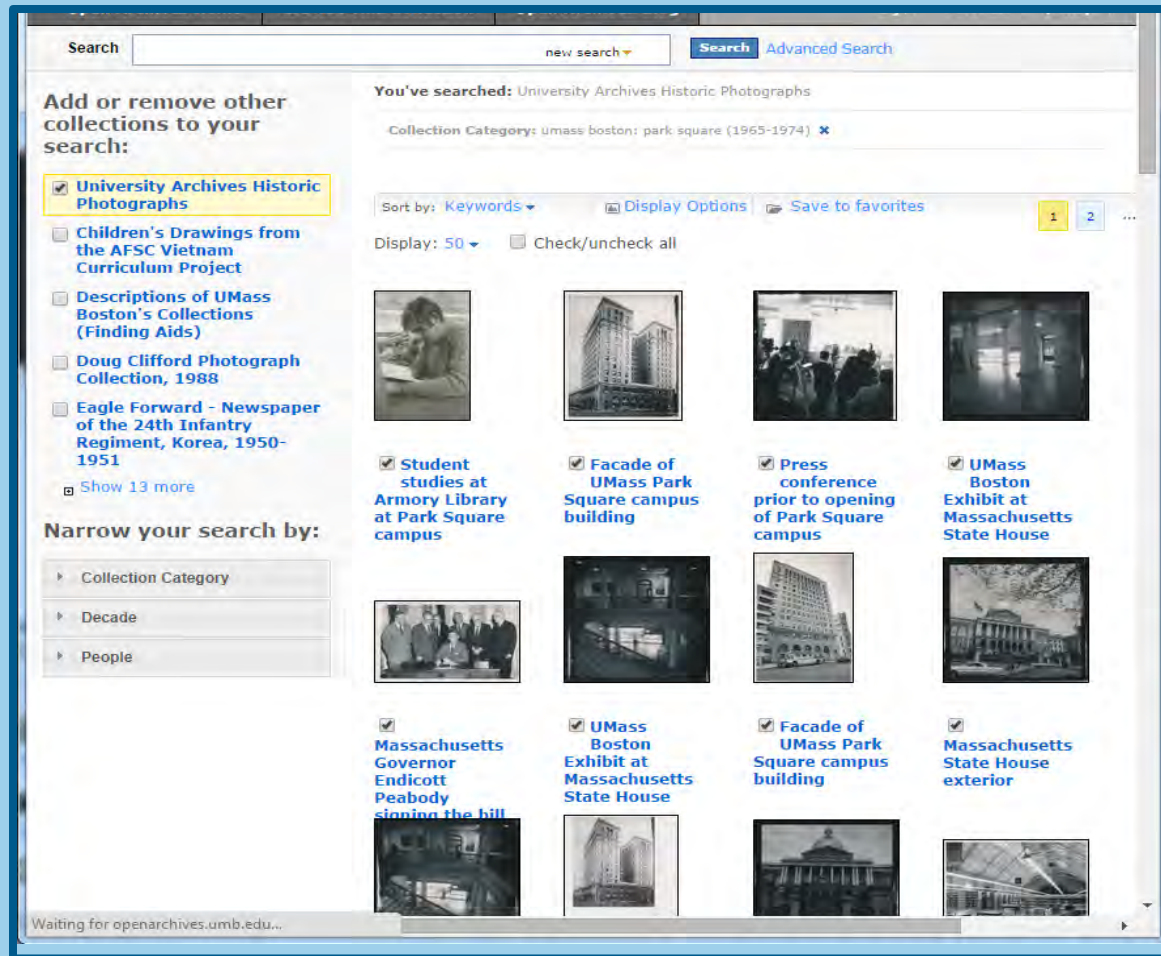 Search
new search
Search
Advanced Search
Add or remove other
collections to your
search:
University Archives Historic
Photographs
Children's Drawings from
the AFSC Vietnam
Curriculum Project
Descriptions of UMass
Boston's Collections
(Finding Aids)
Doug Clifford Photograph
Collection, 1988
Eagle Forward - Newspaper
of the 24th Infantry
Regiment, Korea, 1950-
1951
Show 13 more
Narrow your search by:
Collection Category
Decade
People
You've searched: University Archives Historic Photographs
Collection Category: umass boston: park square (1965-1974)
Sort by: Keywords
Display Options
Save to favorites
1 2 ...
Display: 50
Check/uncheck all
Student
studies at
Armory Library
at Park Square
campus
Facade of
UMass Park
Square campus
building
Press
conference
prior to opening
of Park Square
campus
UMass
Boston
Exhibit at
Massachusetts
State House
Massachusetts
Governor
Endicott
Peabody
signing the bill
UMass
Boston
Exhibit at
Massachusetts
State House
Facade of
UMass Park
Square campus
building
Massachusetts
State House
exterior
Waiting for openarchives.umb.edu...